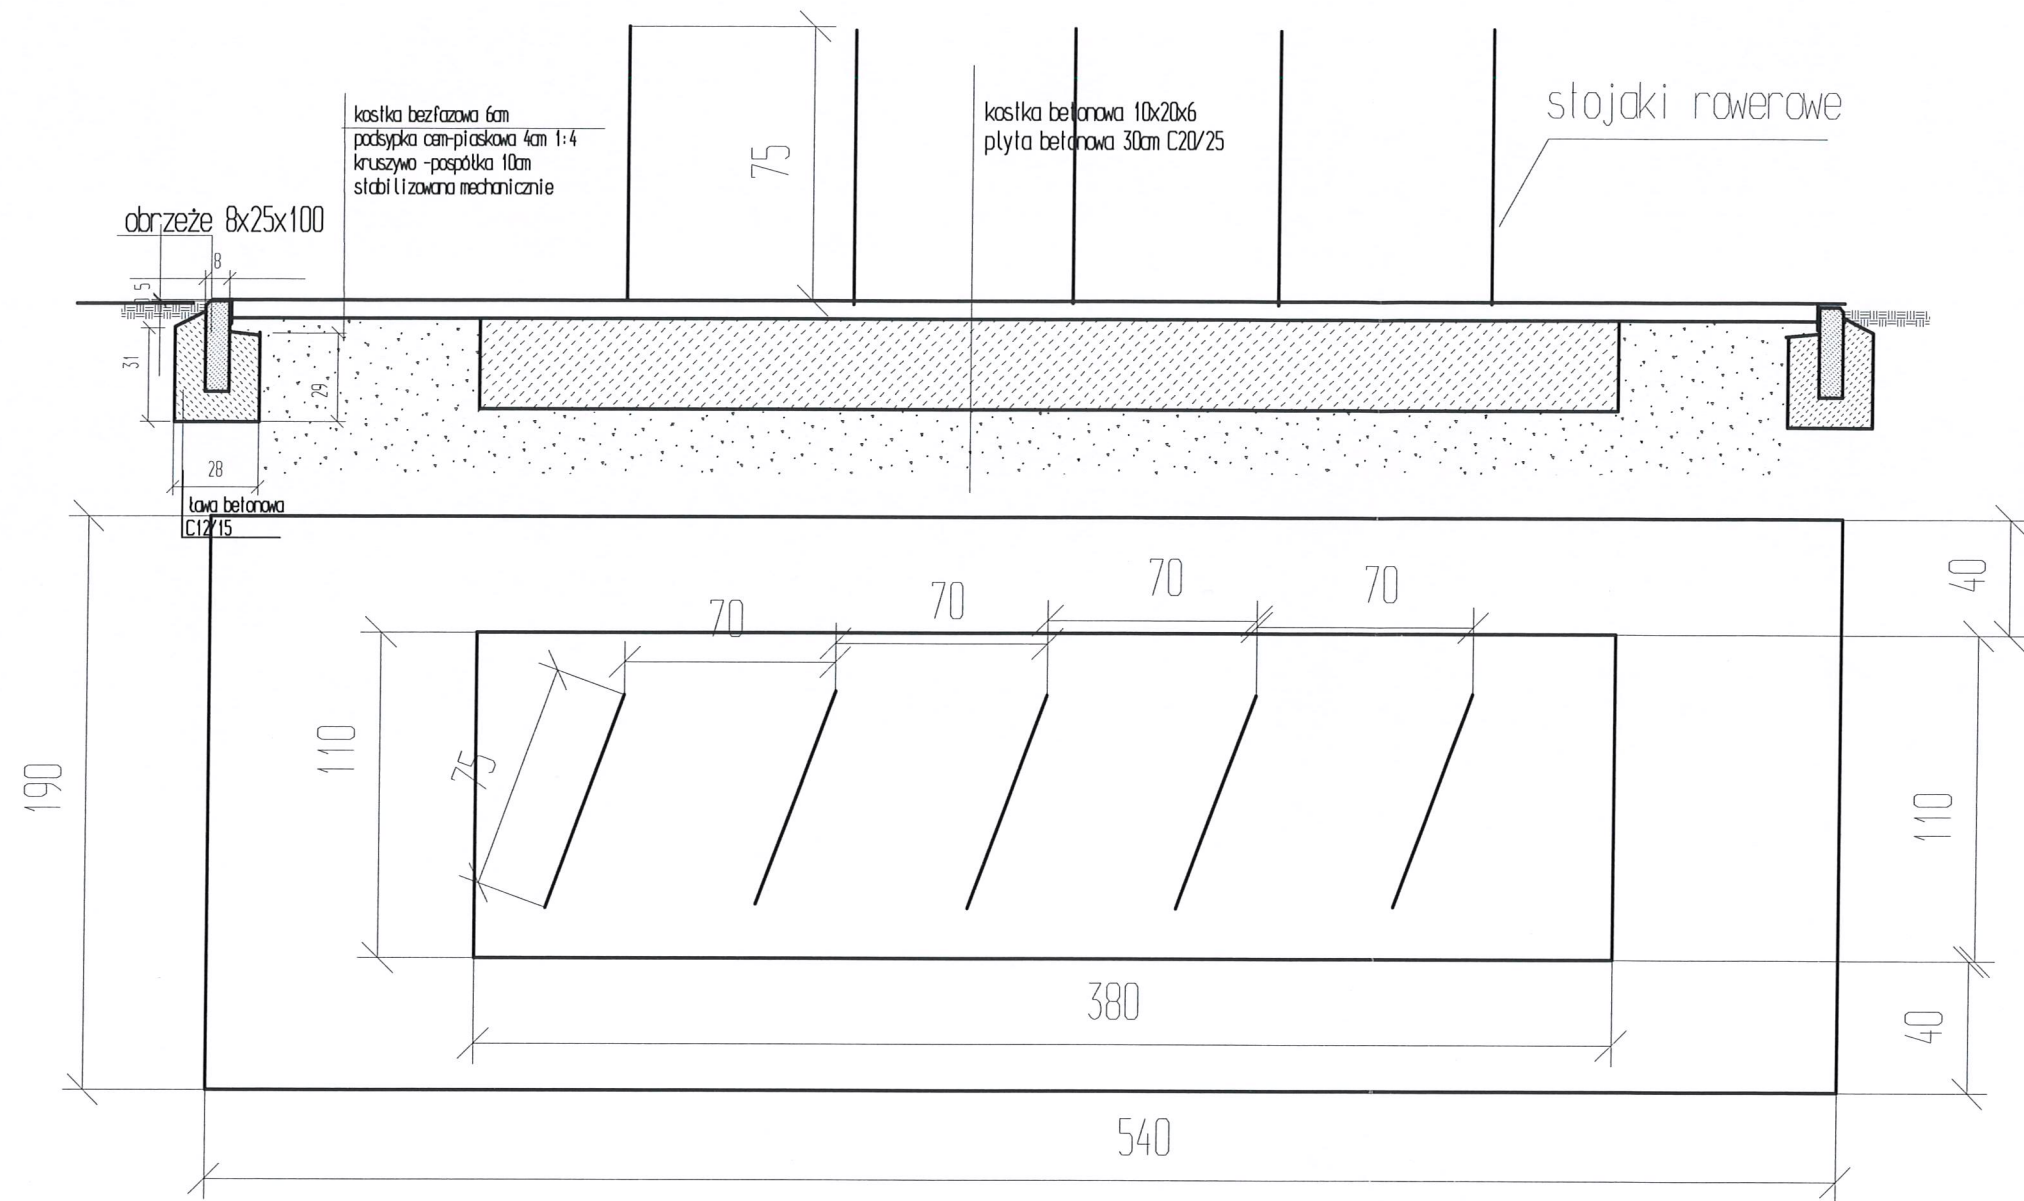 75
stojaki rowerowe
kostka bezfazowa 6cm
podsypka cem-piaskowa 4cm 1:4
kruszywo -pospółka 10cm
stabilizowana mechanicznie
kostka betonowa 10x20x6
plyta betonowa 30cm C20/25
obrzeże 8x25x100
8
5
31
29
28
ława betonowa
C12/15
70
70
70
70
40
110
75
190
110
380
40
540